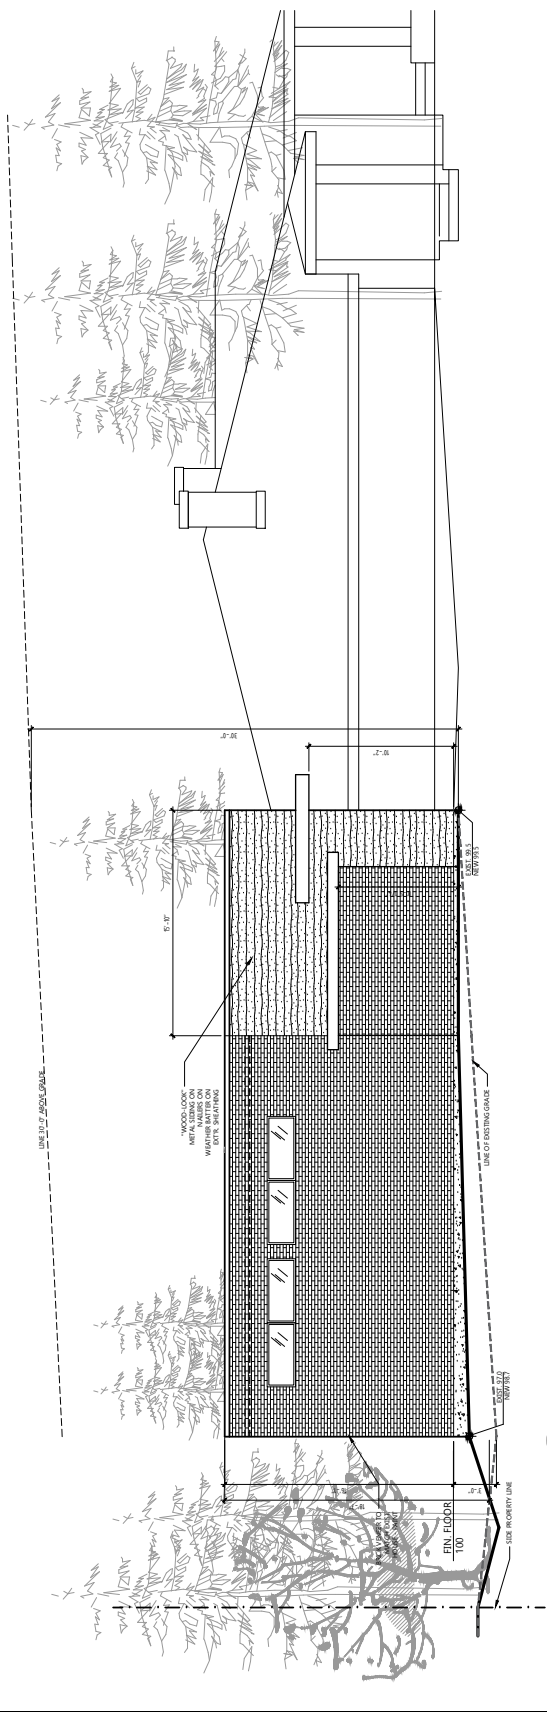 LINE 30'-0" ABOVE GRADE
30'-0"
10'-2"
15'-10"
"WOOD-LOOK"
METAL SIDING ON
NAILERS ON
WEATHER BATTER ON
EXTR. SHEATHING
EXIST. 99.5
NEW 99.5
LINE OF EXISTING GRADE
EXIST. 97.0
NEW 98.7
FIN. FLOOR
100
SIDE PROPERTY LINE